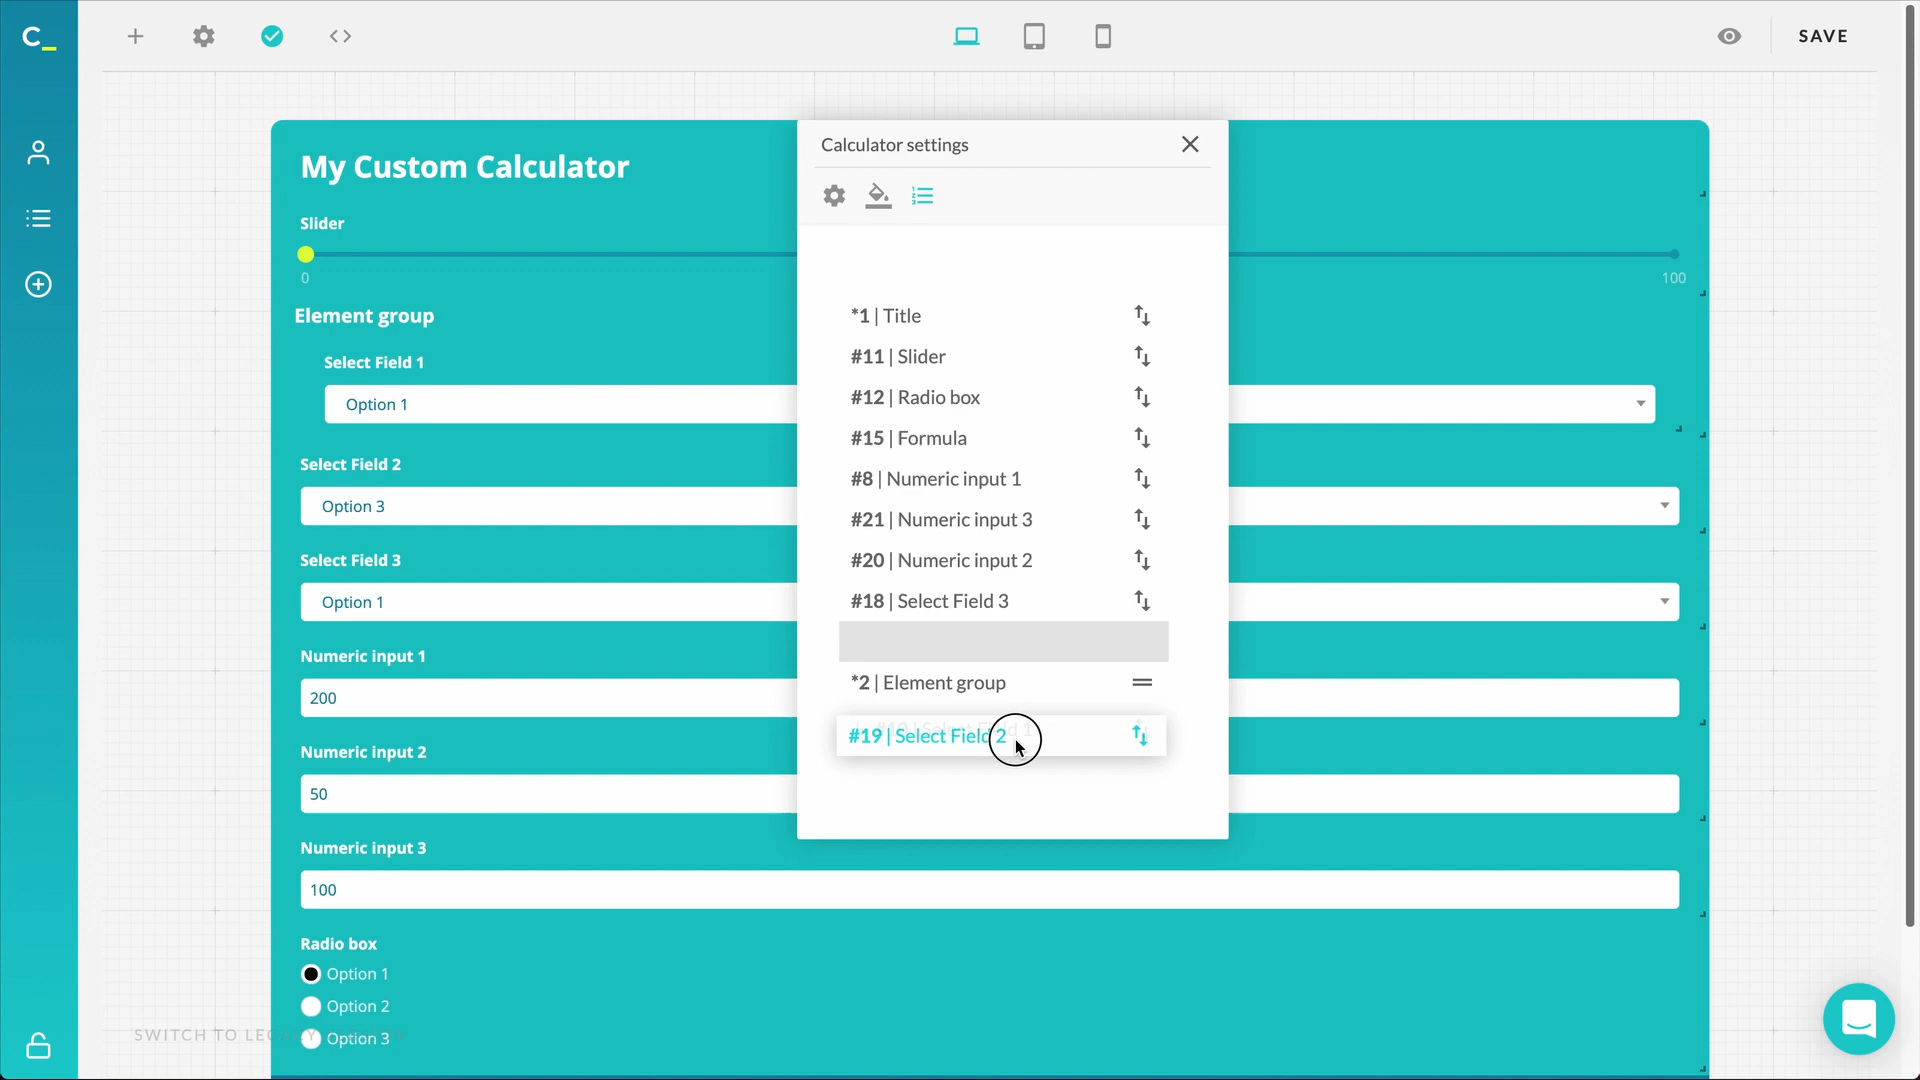 C_
SAVE
My Custom Calculator
Slider
0
100
Element group
Select Field 1
Option 1
Select Field 2
Option 3
Select Field 3
Option 1
Numeric input 1
200
Numeric input 2
50
Numeric input 3
100
Radio box
Option 1
Option 2
Option 3
SWITCH TO LEGACY
Calculator settings
*1 | Title
#11 | Slider
#12 | Radio box
#15 | Formula
#8 | Numeric input 1
#21 | Numeric input 3
#20 | Numeric input 2
#18 | Select Field 3
*2 | Element group
#19 | Select Field 2